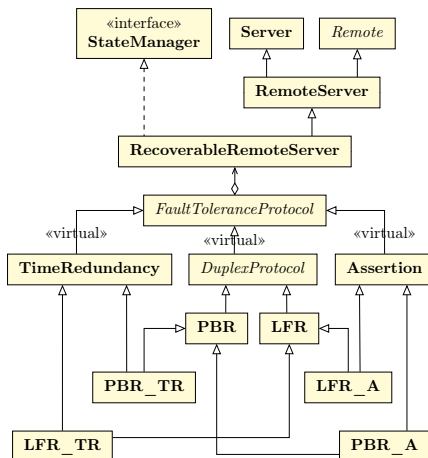 «interface»
StateManager
Server
Remote
RemoteServer
RecoverableRemoteServer
FaultToleranceProtocol
«virtual»
«virtual»
«virtual»
TimeRedundancy
DuplexProtocol
Assertion
PBR
LFR
PBR_TR
LFR_A
LFR_TR
PBR_A